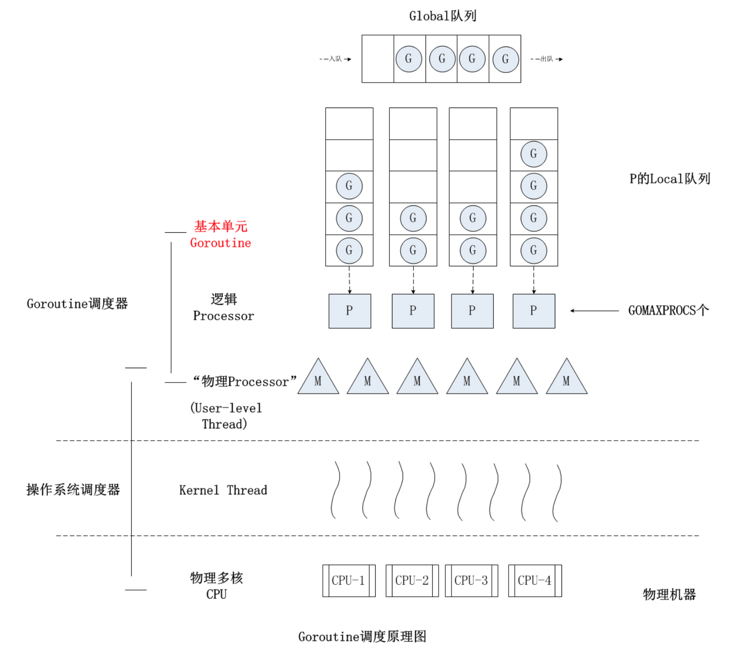 Global队列
入队
G G G G
出队
G
G G
G G G G
G G G G
P的Local队列
基本单元
Goroutine
Goroutine调度器
逻辑
Processor
P P P P
GOMAXPROCS个
“物理Processor”
(User-level
Thread)
M M M M M M
操作系统调度器
Kernel Thread
物理多核
CPU
CPU-1 CPU-2 CPU-3 CPU-4
物理机器
Goroutine调度原理图